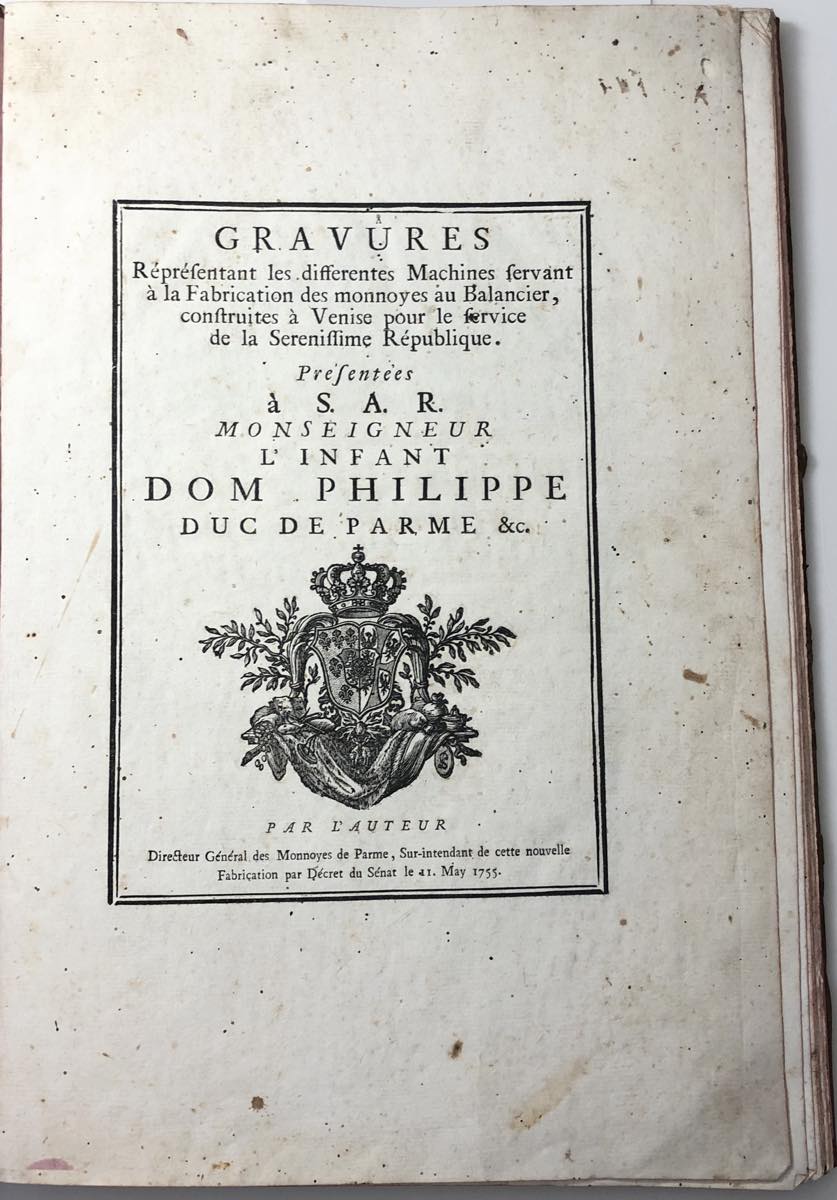 GRAVURES
Répréſentant les differentes Machines ſervant
à la Fabrication des monnoyes au Balancier,
conſtruites à Venise pour le ſervice
de la Sereniſſime République.
Preſentées
à S. A. R.
MONSEIGNEUR
L' INFANT
DOM PHILIPPE
DUC DE PARME &c.
PAR L'AUTEUR
Directeur Général des Monnoyes de Parme, Sur-intendant de cette nouvelle
Fabrication par Décret du Sénat le 21. May 1755.